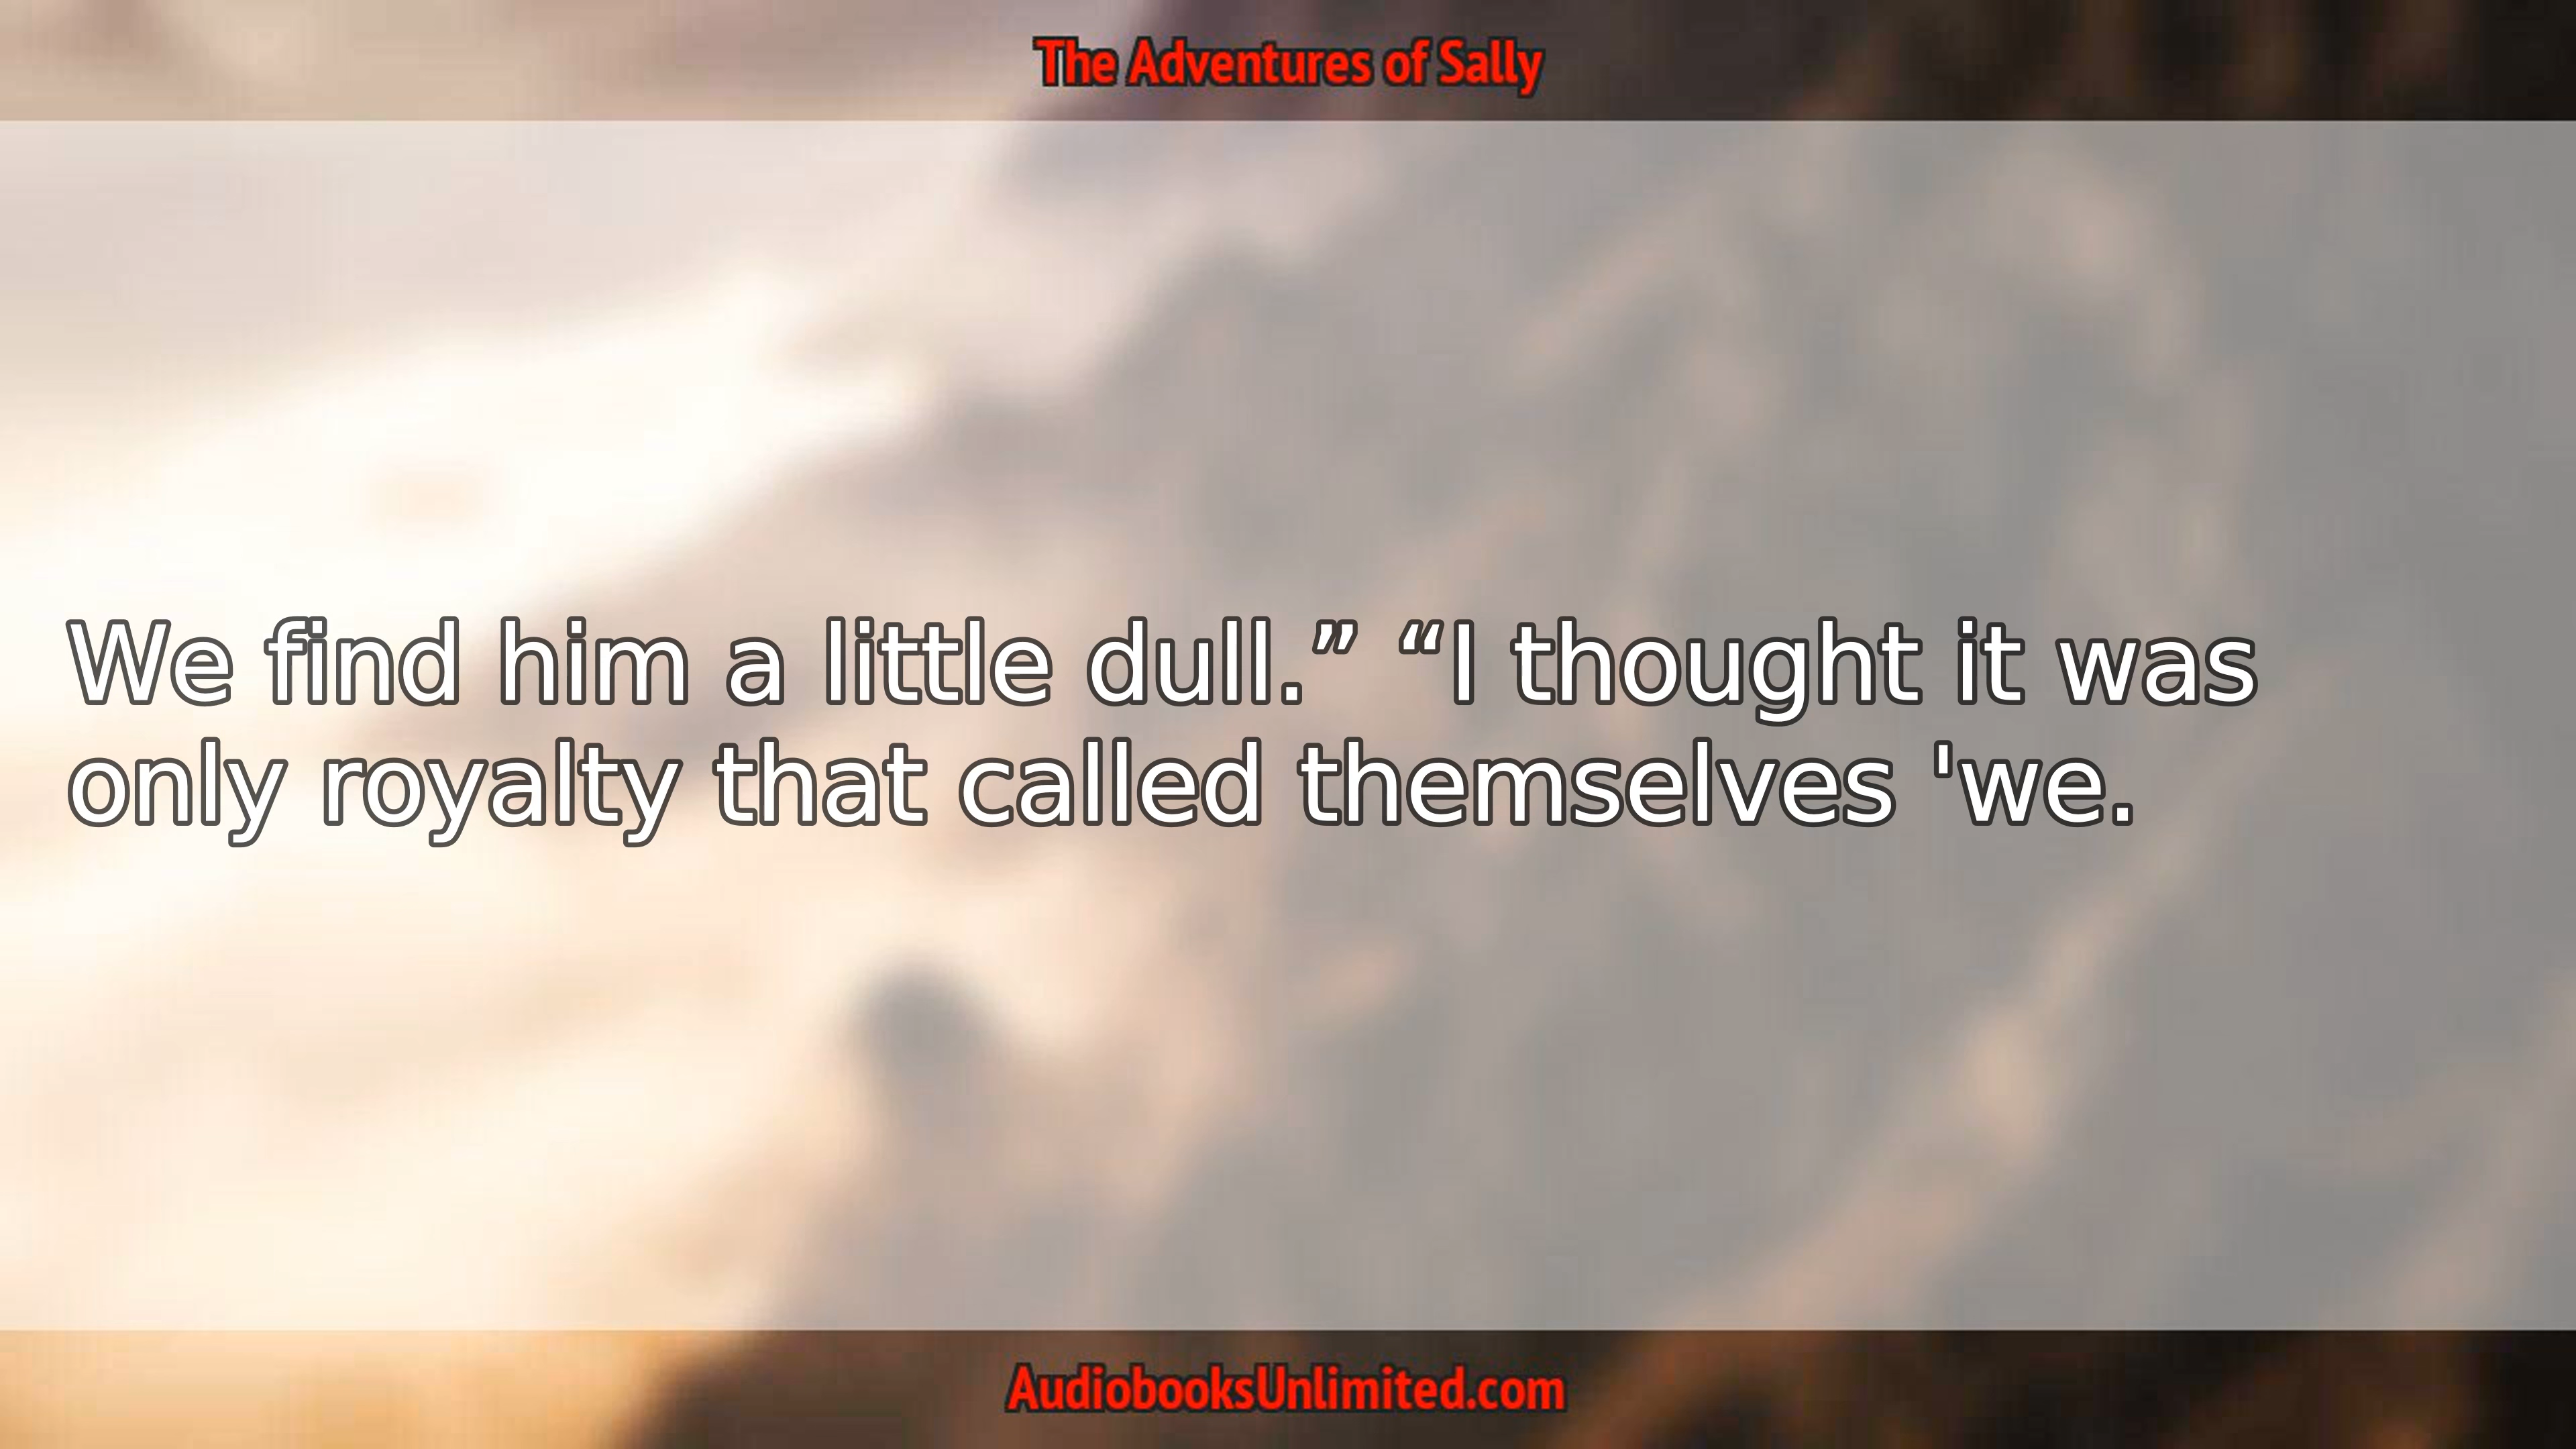 The Adventures of Sally
We find him a little dull.” “I thought it was
only royalty that called themselves 'we.
AudiobooksUnlimited.com